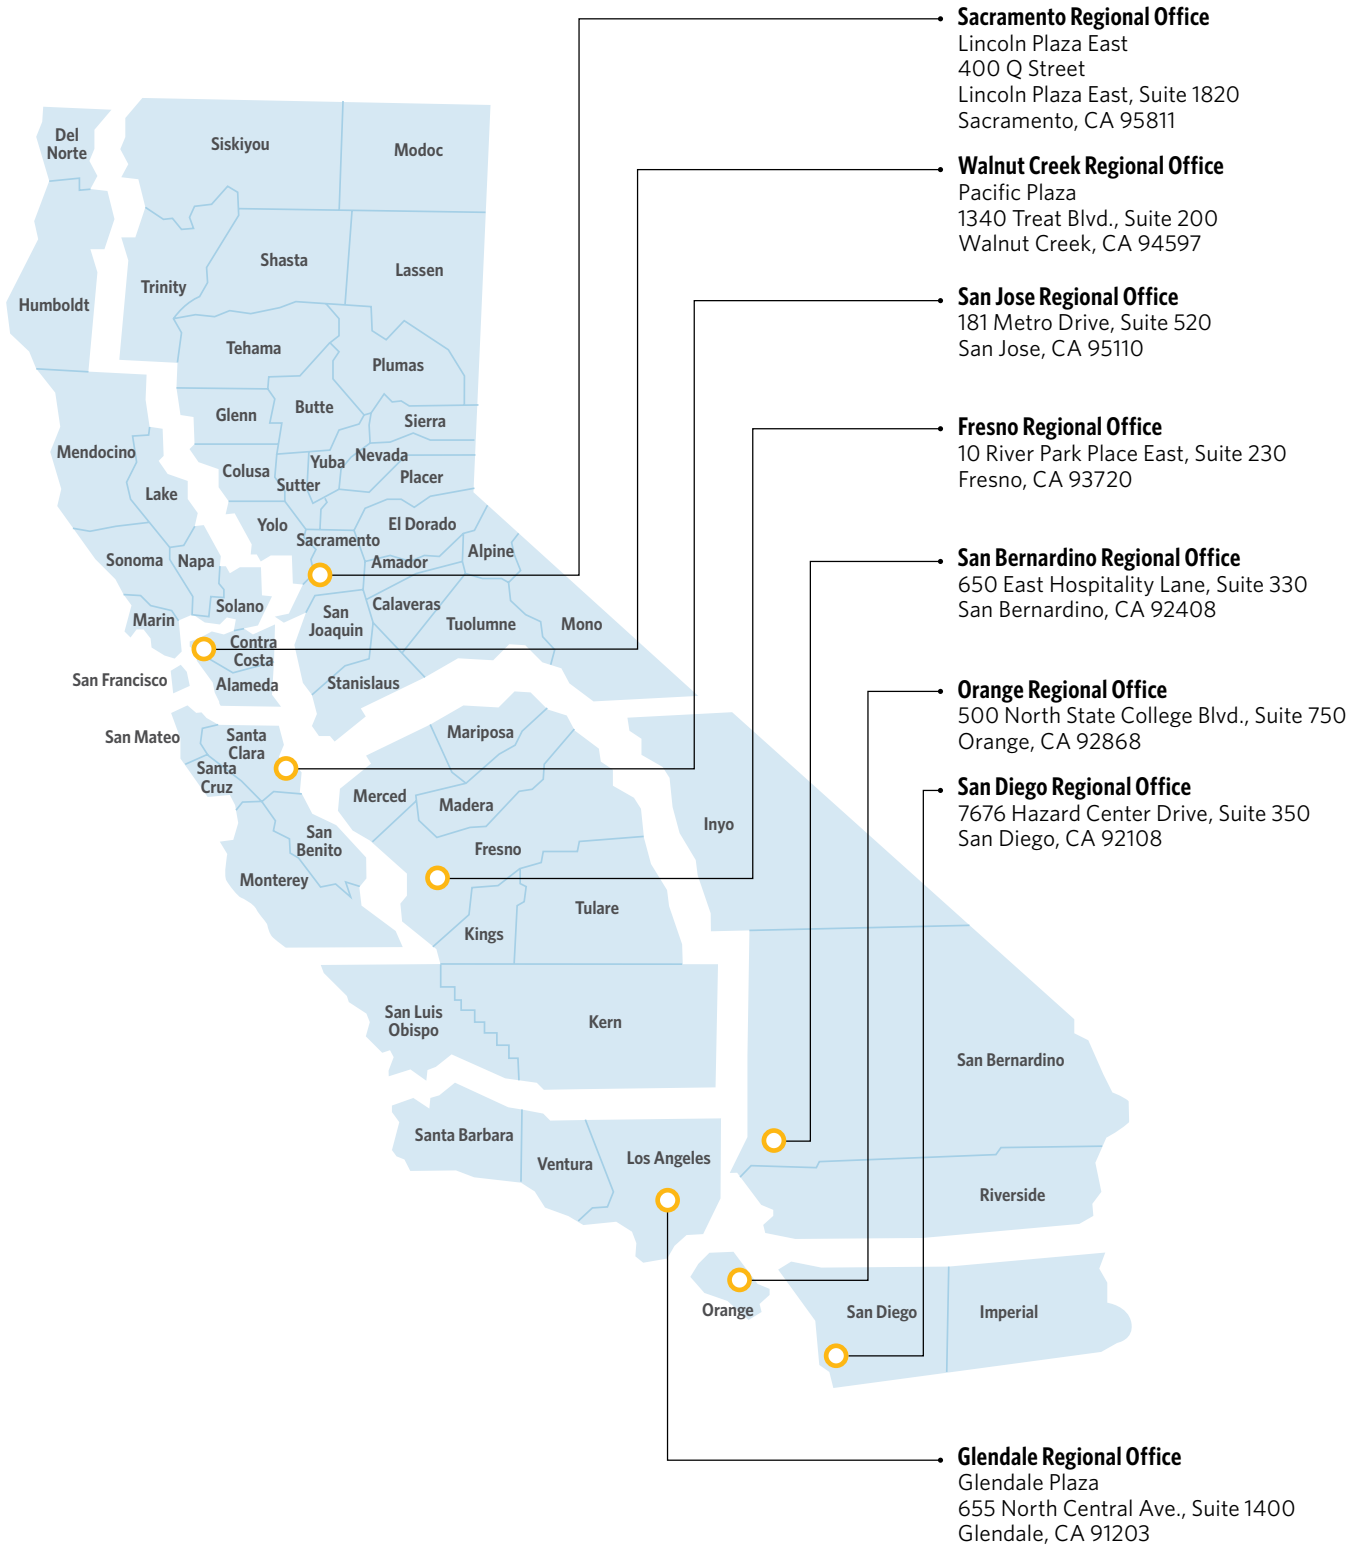 Sacramento Regional Office
Lincoln Plaza East
400 Q Street
Lincoln Plaza East, Suite 1820
Sacramento, CA 95811
Walnut Creek Regional Office
Pacific Plaza
1340 Treat Blvd., Suite 200
Walnut Creek, CA 94597
San Jose Regional Office
181 Metro Drive, Suite 520
San Jose, CA 95110
Fresno Regional Office
10 River Park Place East, Suite 230
Fresno, CA 93720
San Bernardino Regional Office
650 East Hospitality Lane, Suite 330
San Bernardino, CA 92408
Orange Regional Office
500 North State College Blvd., Suite 750
Orange, CA 92868
San Diego Regional Office
7676 Hazard Center Drive, Suite 350
San Diego, CA 92108
Glendale Regional Office
Glendale Plaza
655 North Central Ave., Suite 1400
Glendale, CA 91203
Del
Norte
Siskiyou
Modoc
Humboldt
Trinity
Shasta
Lassen
Tehama
Plumas
Glenn
Butte
Sierra
Mendocino
Lake
Colusa
Sutter
Yuba
Nevada
Placer
Yolo
Sacramento
El Dorado
Amador
Alpine
Sonoma
Napa
Solano
Marin
San
Joaquin
Calaveras
Tuolumne
Mono
Contra
Costa
Alameda
San Francisco
Stanislaus
San Mateo
Santa
Clara
Santa
Cruz
Mariposa
Merced
Madera
San
Benito
Monterey
Fresno
Inyo
Kings
Tulare
San Luis
Obispo
Kern
San Bernardino
Santa Barbara
Ventura
Los Angeles
Riverside
Orange
San Diego
Imperial